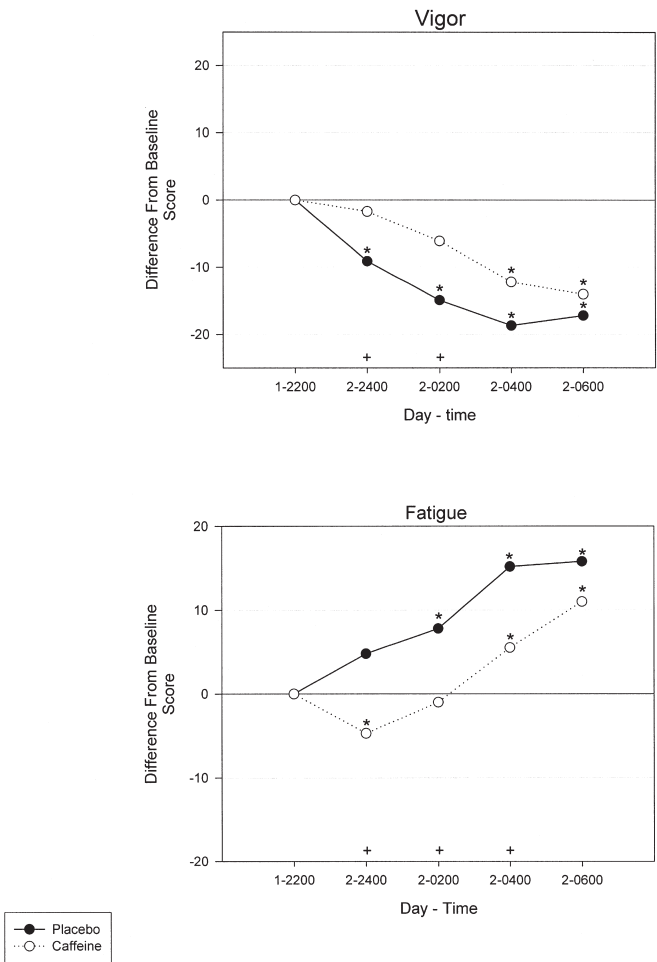 Vigor
20
10
0
-10
-20
Difference From Baseline
Score
*
*
*
*
*
*
+ +
1-2200 2-2400 2-0200 2-0400 2-0600
Day - time
Fatigue
20
10
0
-10
-20
Difference From Baseline
Score
*
*
*
*
*
*
+ + +
1-2200 2-2400 2-0200 2-0400 2-0600
Day - Time
Placebo
Caffeine